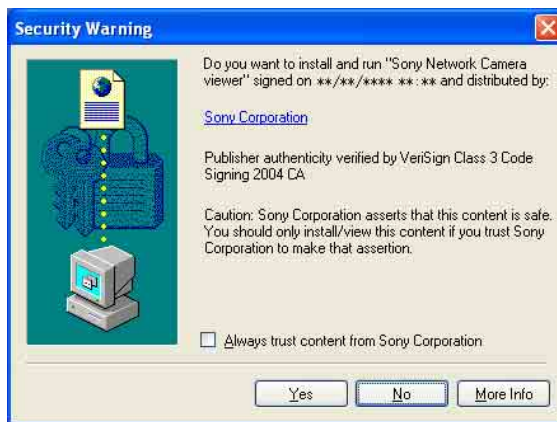 Security Warning
Do you want to install and run "Sony Network Camera
viewer" signed on **/**/**** **:** and distributed by:
Sony Corporation
Publisher authenticity verified by VeriSign Class 3 Code
Signing 2004 CA
Caution: Sony Corporation asserts that this content is safe.
You should only install/view this content if you trust Sony
Corporation to make that assertion.
Always trust content from Sony Corporation
Yes
No
More Info